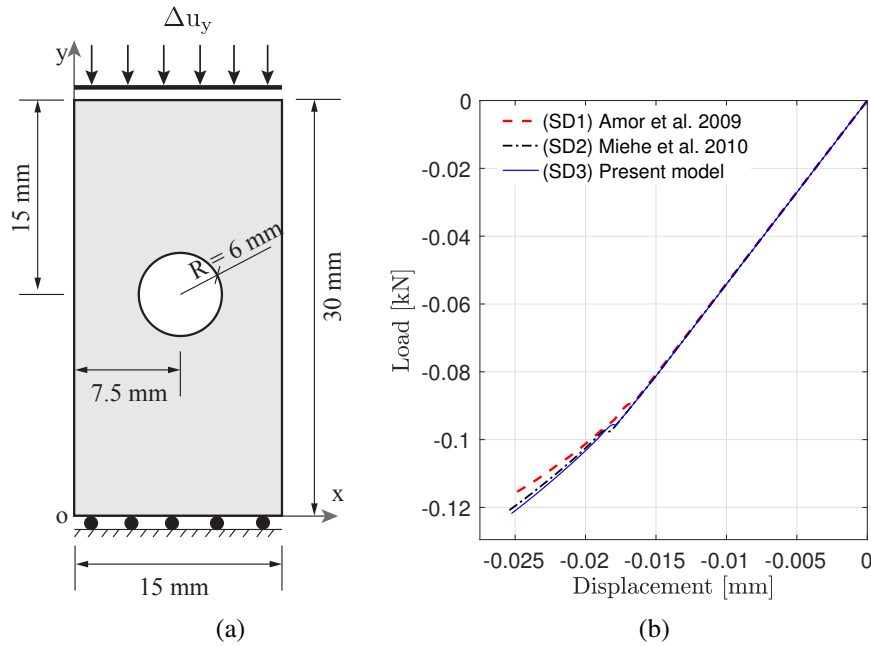 Δu_y
y
15 mm
R = 6 mm
30 mm
7.5 mm
o
x
15 mm
(a)
0
-0.02
-0.04
-0.06
-0.08
-0.1
-0.12
Load [kN]
(SD1) Amor et al. 2009
(SD2) Miehe et al. 2010
(SD3) Present model
-0.025 -0.02 -0.015 -0.01 -0.005 0
Displacement [mm]
(b)